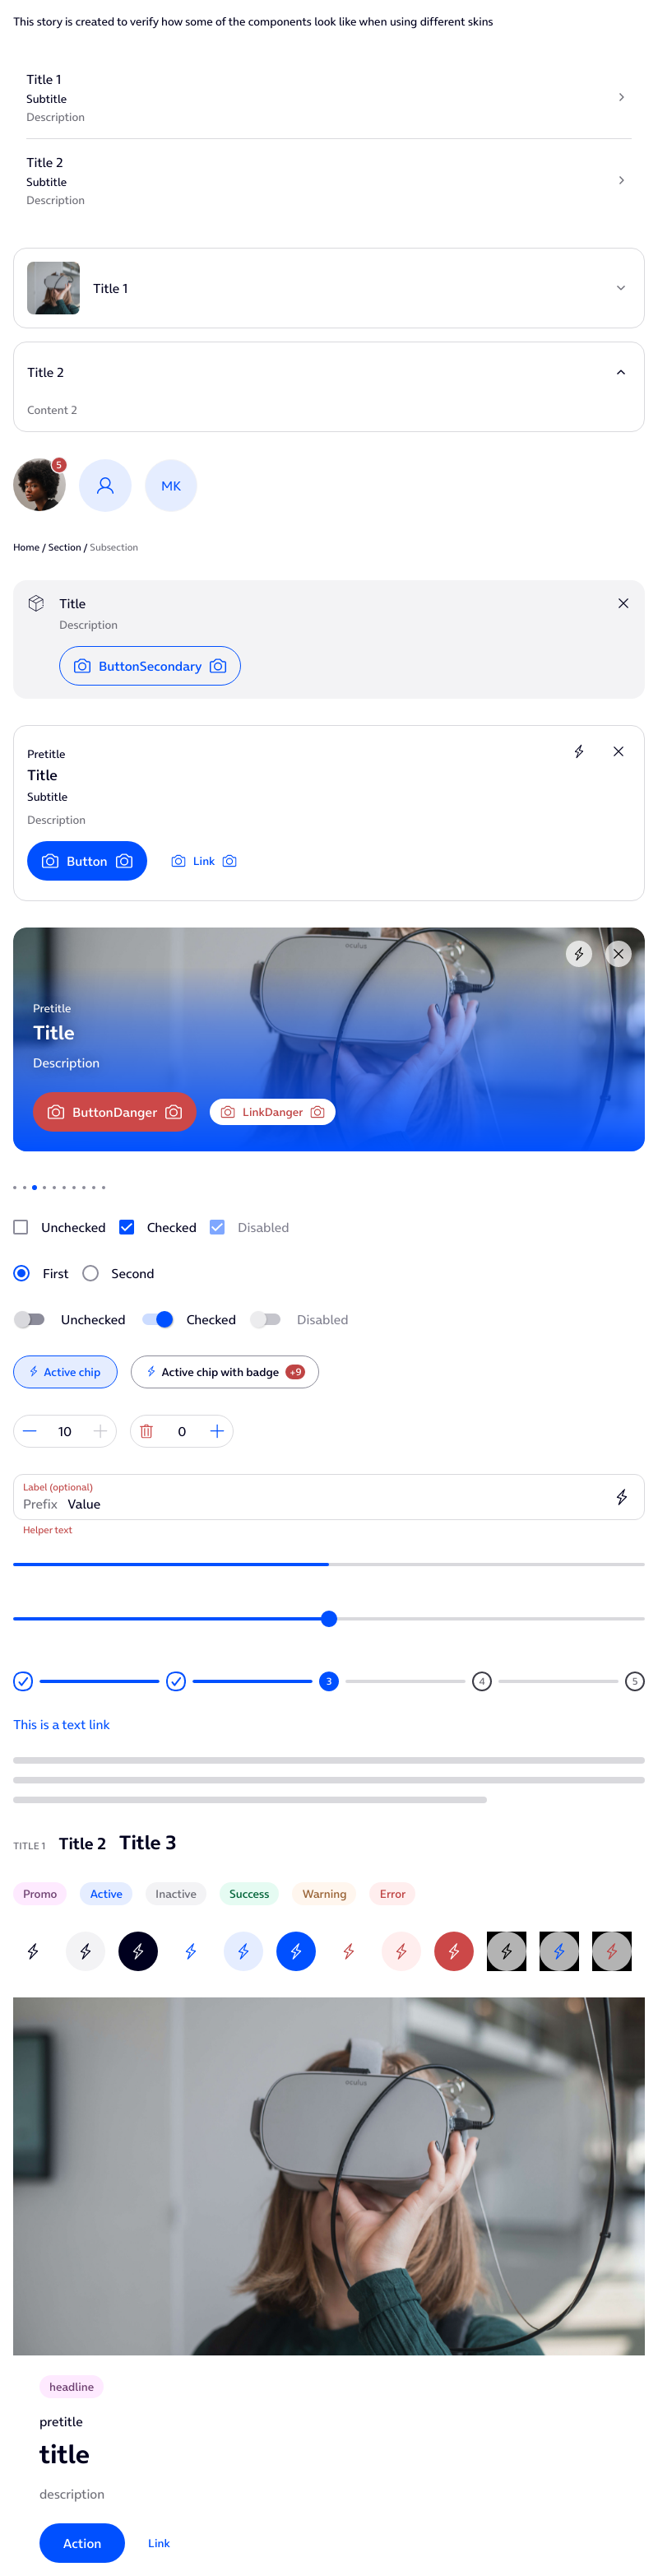 This story is created to verify how some of the components look like when using different skins
Title 1
Subtitle
Description
Title 2
Subtitle
Description
Title 1
Title 2
Content 2
5
MK
Home / Section / Subsection
Title
Description
ButtonSecondary
Pretitle
Title
Subtitle
Description
Button Link
oculus
Pretitle
Title
Description
ButtonDanger LinkDanger
Unchecked Checked Disabled
First Second
Unchecked Checked Disabled
Active chip Active chip with badge +9
10 0
Label (optional)
Prefix Value
Helper text
3 4 5
This is a text link
TITLE 1 Title 2 Title 3
Promo Active Inactive Success Warning Error
oculus
headline
pretitle
title
description
Action Link